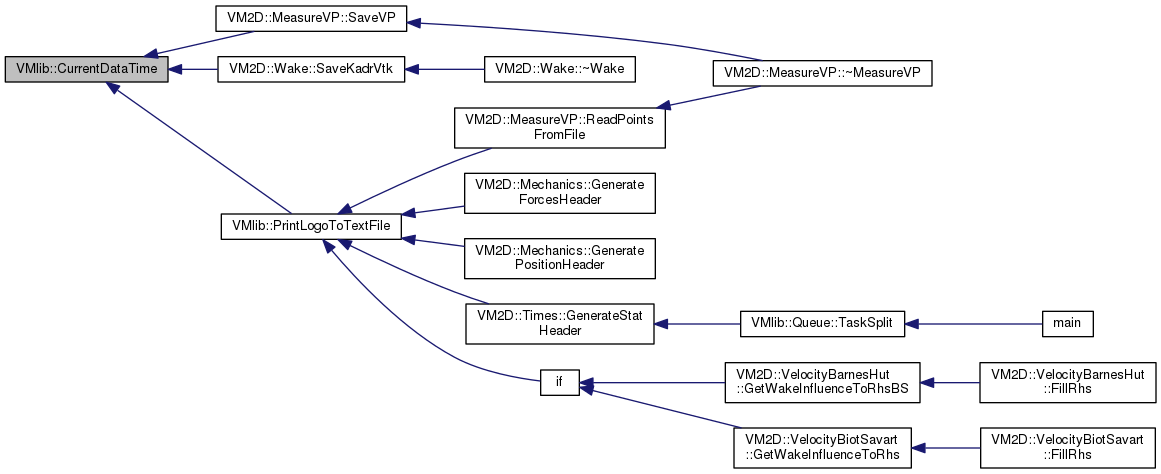 VM2D::MeasureVP::SaveVP
VMlib::CurrentDataTime
VM2D::Wake::SaveKadrVtk
VM2D::Wake::~Wake
VM2D::MeasureVP::~MeasureVP
VM2D::MeasureVP::ReadPoints
FromFile
VM2D::Mechanics::Generate
ForcesHeader
VMlib::PrintLogoToTextFile
VM2D::Mechanics::Generate
PositionHeader
VM2D::Times::GenerateStat
Header
VMlib::Queue::TaskSplit
main
if
VM2D::VelocityBarnesHut
::GetWakeInfluenceToRhsBS
VM2D::VelocityBarnesHut
::FillRhs
VM2D::VelocityBiotSavart
::GetWakeInfluenceToRhs
VM2D::VelocityBiotSavart
::FillRhs